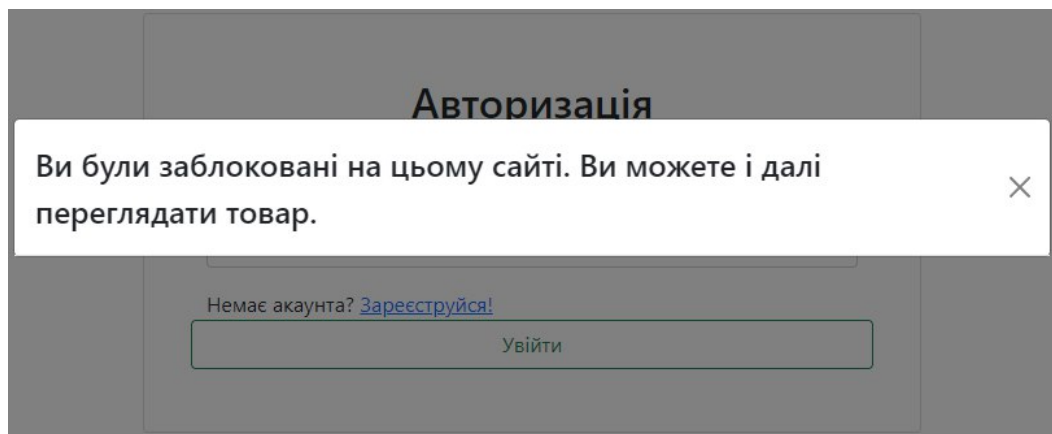 Авторизація
Ви були заблоковані на цьому сайті. Ви можете і далі
переглядати товар.
Немає акаунта? Зареєструйся!
Увійти